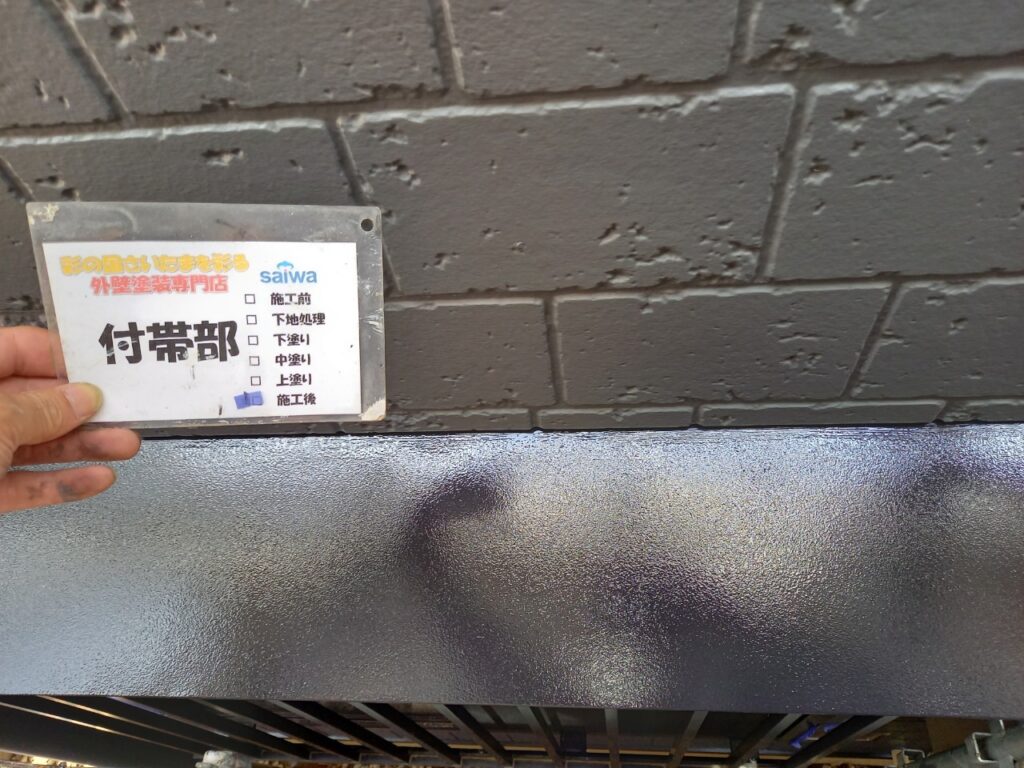 彩の国さいたまを彩る
外壁塗装専門店
saiwa
付帯部
□ 施工前
□ 下地処理
□ 下塗り
□ 中塗り
□ 上塗り
□ 施工後